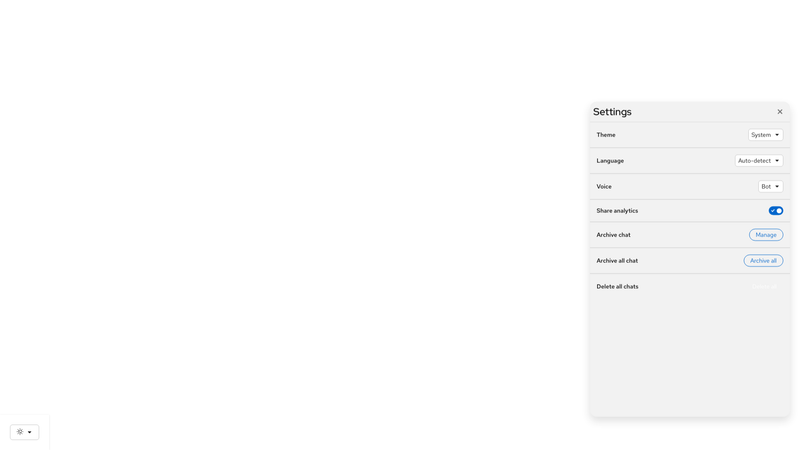 Settings
Theme System
Language Auto-detect
Voice Bot
Share analytics
Archive chat Manage
Archive all chat Archive all
Delete all chats